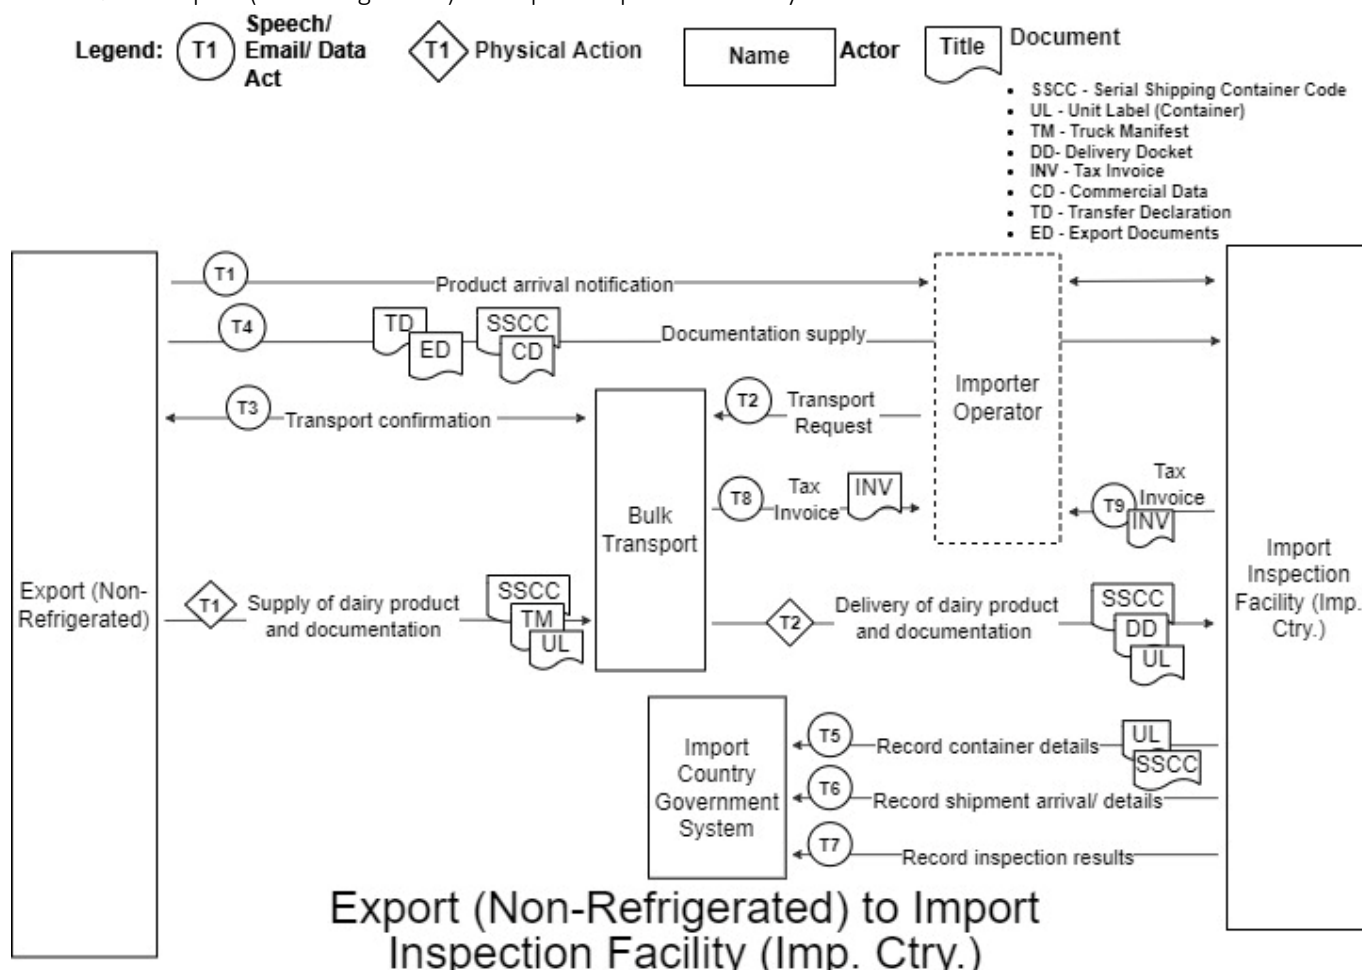 Legend:
T1
Speech/
Email/ Data
Act
T1
Physical Action
Name
Actor
Title
Document
• SSCC - Serial Shipping Container Code
• UL - Unit Label (Container)
• TM - Truck Manifest
• DD- Delivery Docket
• INV - Tax Invoice
• CD - Commercial Data
• TD - Transfer Declaration
• ED - Export Documents
T1
Product arrival notification
T4
TD
ED
SSCC
CD
Documentation supply
T3
Transport confirmation
T2
Transport
Request
Importer
Operator
T8
Tax
Invoice
INV
T9
Tax
Invoice
INV
Bulk
Transport
Export (Non-
Refrigerated)
Import
Inspection
Facility (Imp.
Ctry.)
T1
Supply of dairy product
and documentation
SSCC
TM
UL
T2
Delivery of dairy product
and documentation
SSCC
DD
UL
Import
Country
Government
System
T5
Record container details
UL
SSCC
T6
Record shipment arrival/ details
T7
Record inspection results
Export (Non-Refrigerated) to Import
Inspection Facility (Imp. Ctry.)